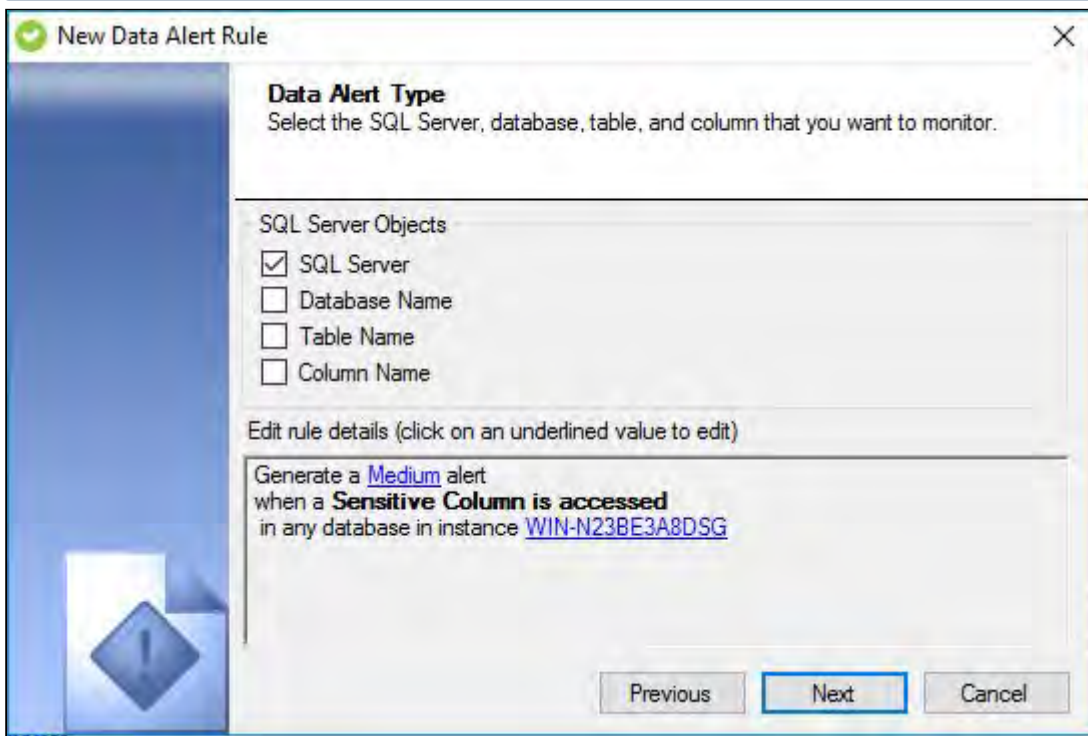 New Data Alert Rule
Data Alert Type
Select the SQL Server, database, table, and column that you want to monitor.
SQL Server Objects
SQL Server
Database Name
Table Name
Column Name
Edit rule details (click on an underlined value to edit)
Generate a Medium alert
when a Sensitive Column is accessed
in any database in instance WIN-N23BE3A8DSG
Previous Next Cancel